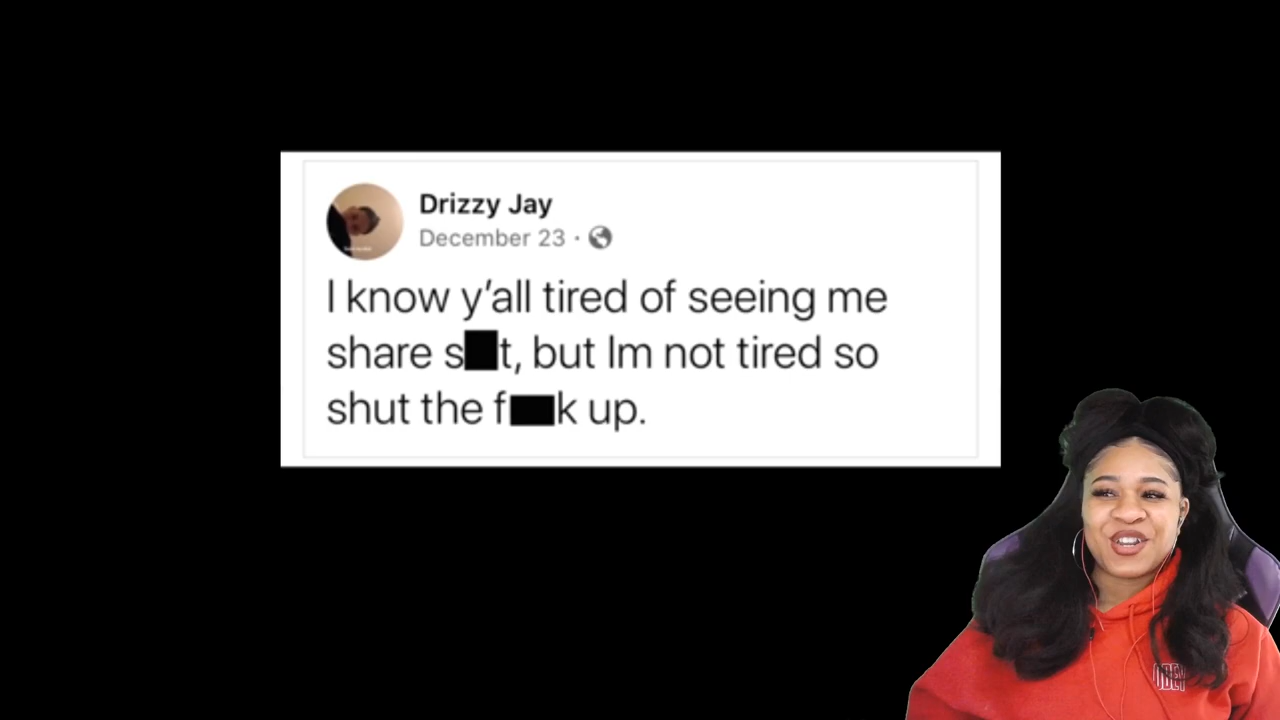 Drizzy Jay
December 23 ·
I know y'all tired of seeing me
share s█t, but Im not tired so
shut the f█k up.
OBEY